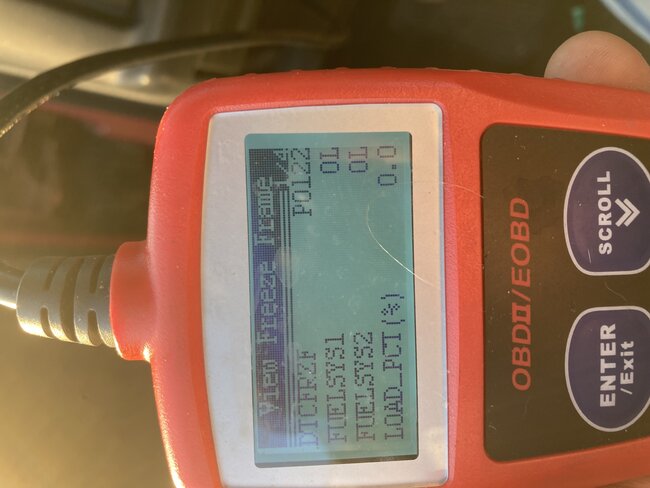 View Freeze Frame
DTCFRZF P0122
FUELSYS1 OL
FUELSYS2 OL
LOAD_PCT(%) 0.0
OBDII/EOBD
SCROLL
ENTER
/Exit